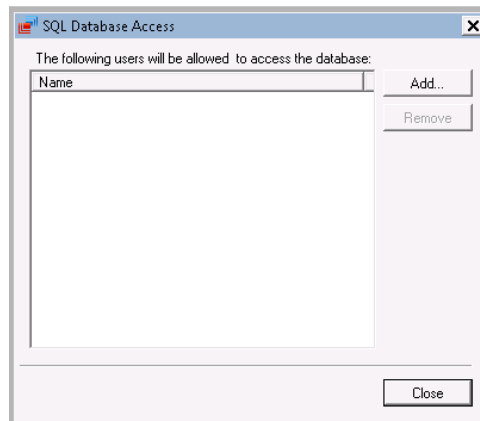 SQL Database Access
The following users will be allowed to access the database:
Name
Add...
Remove
Close